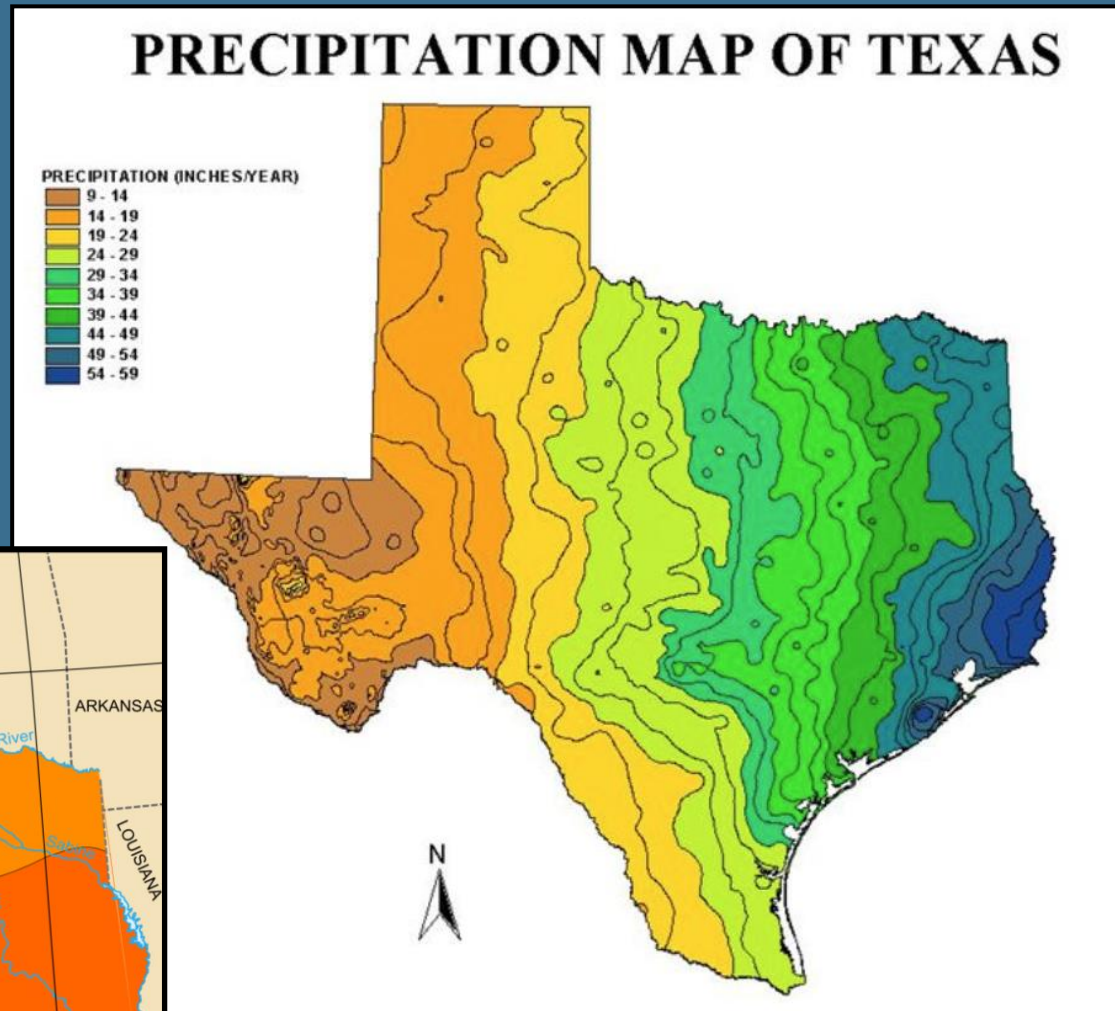 PRECIPITATION MAP OF TEXAS
PRECIPITATION (INCHES/YEAR)
9 - 14
14 - 19
19 - 24
24 - 29
29 - 34
34 - 39
39 - 44
44 - 49
49 - 54
54 - 59
N
ARKANSAS
River
Sabine
LOUISIANA